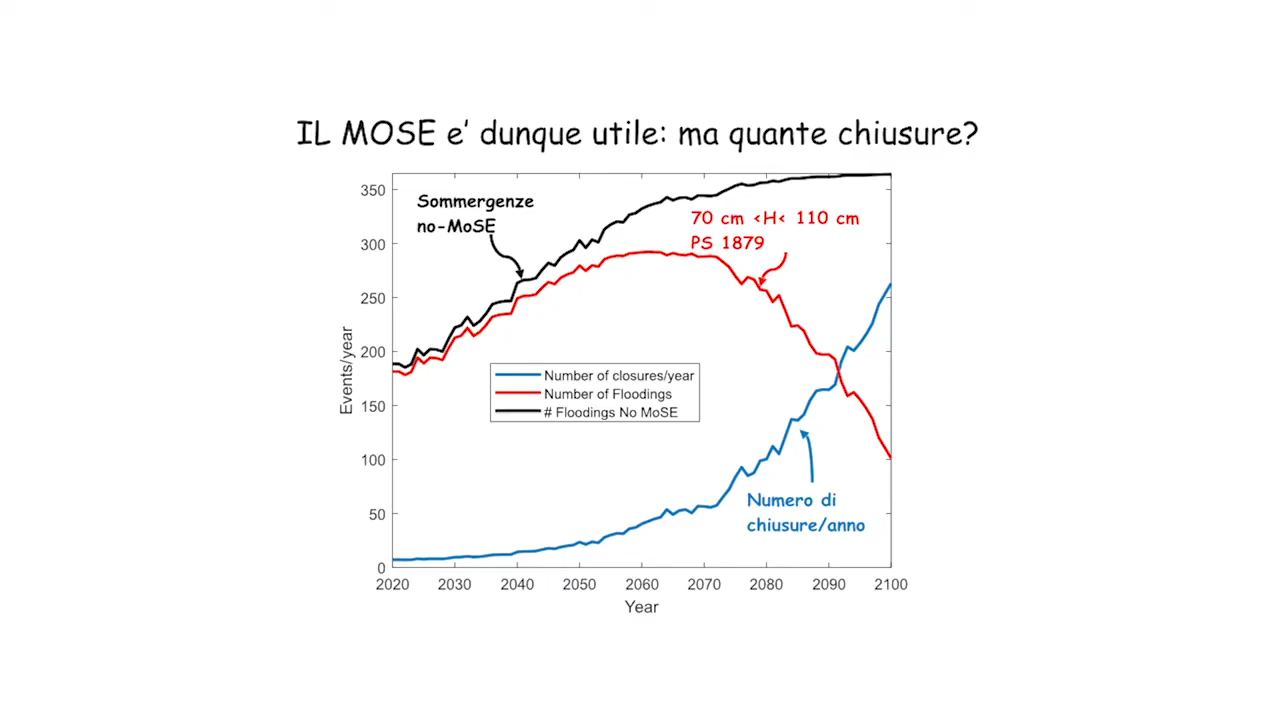 IL MOSE e' dunque utile: ma quante chiusure?
Sommergenze
no-MoSE
70 cm <H< 110 cm
PS 1879
350
300
250
200
150
100
50
0
Events/year
Number of closures/year
Number of Floodings
# Floodings No MoSE
Numero di
chiusure/anno
2020 2030 2040 2050 2060 2070 2080 2090 2100
Year